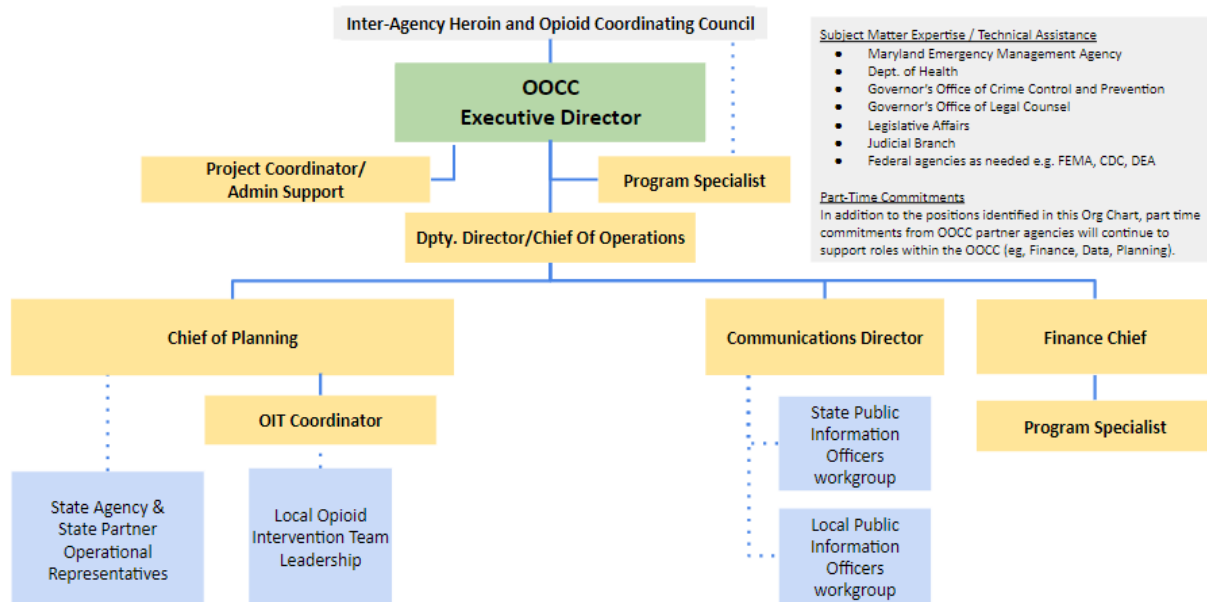 Inter-Agency Heroin and Opioid Coordinating Council
OOCC
Executive Director
Project Coordinator/
Admin Support
Program Specialist
Dpty. Director/Chief Of Operations
Subject Matter Expertise / Technical Assistance
● Maryland Emergency Management Agency
● Dept. of Health
● Governor's Office of Crime Control and Prevention
● Governor's Office of Legal Counsel
● Legislative Affairs
● Judicial Branch
● Federal agencies as needed e.g. FEMA, CDC, DEA
Part-Time Commitments
In addition to the positions identified in this Org Chart, part time
commitments from OOCC partner agencies will continue to
support roles within the OOCC (eg, Finance, Data, Planning).
Chief of Planning
Communications Director
Finance Chief
OIT Coordinator
Program Specialist
State Agency &
State Partner
Operational
Representatives
Local Opioid
Intervention Team
Leadership
State Public
Information
Officers
workgroup
Local Public
Information
Officers
workgroup